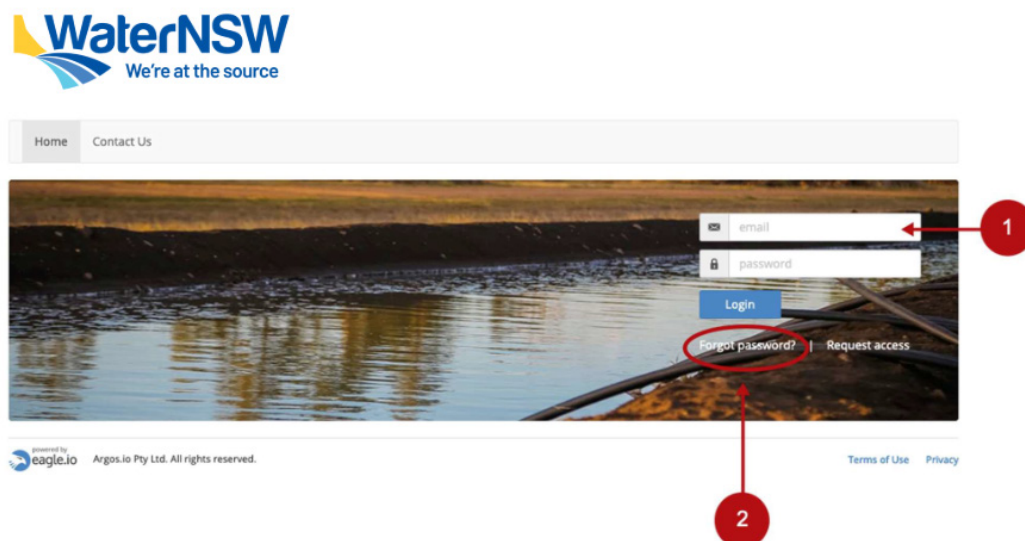 WaterNSW
We're at the source
Home Contact Us
email
1
password
Login
Forgot password? | Request access
powered by
eagle.io Argos.io Pty Ltd. All rights reserved. Terms of Use Privacy
2